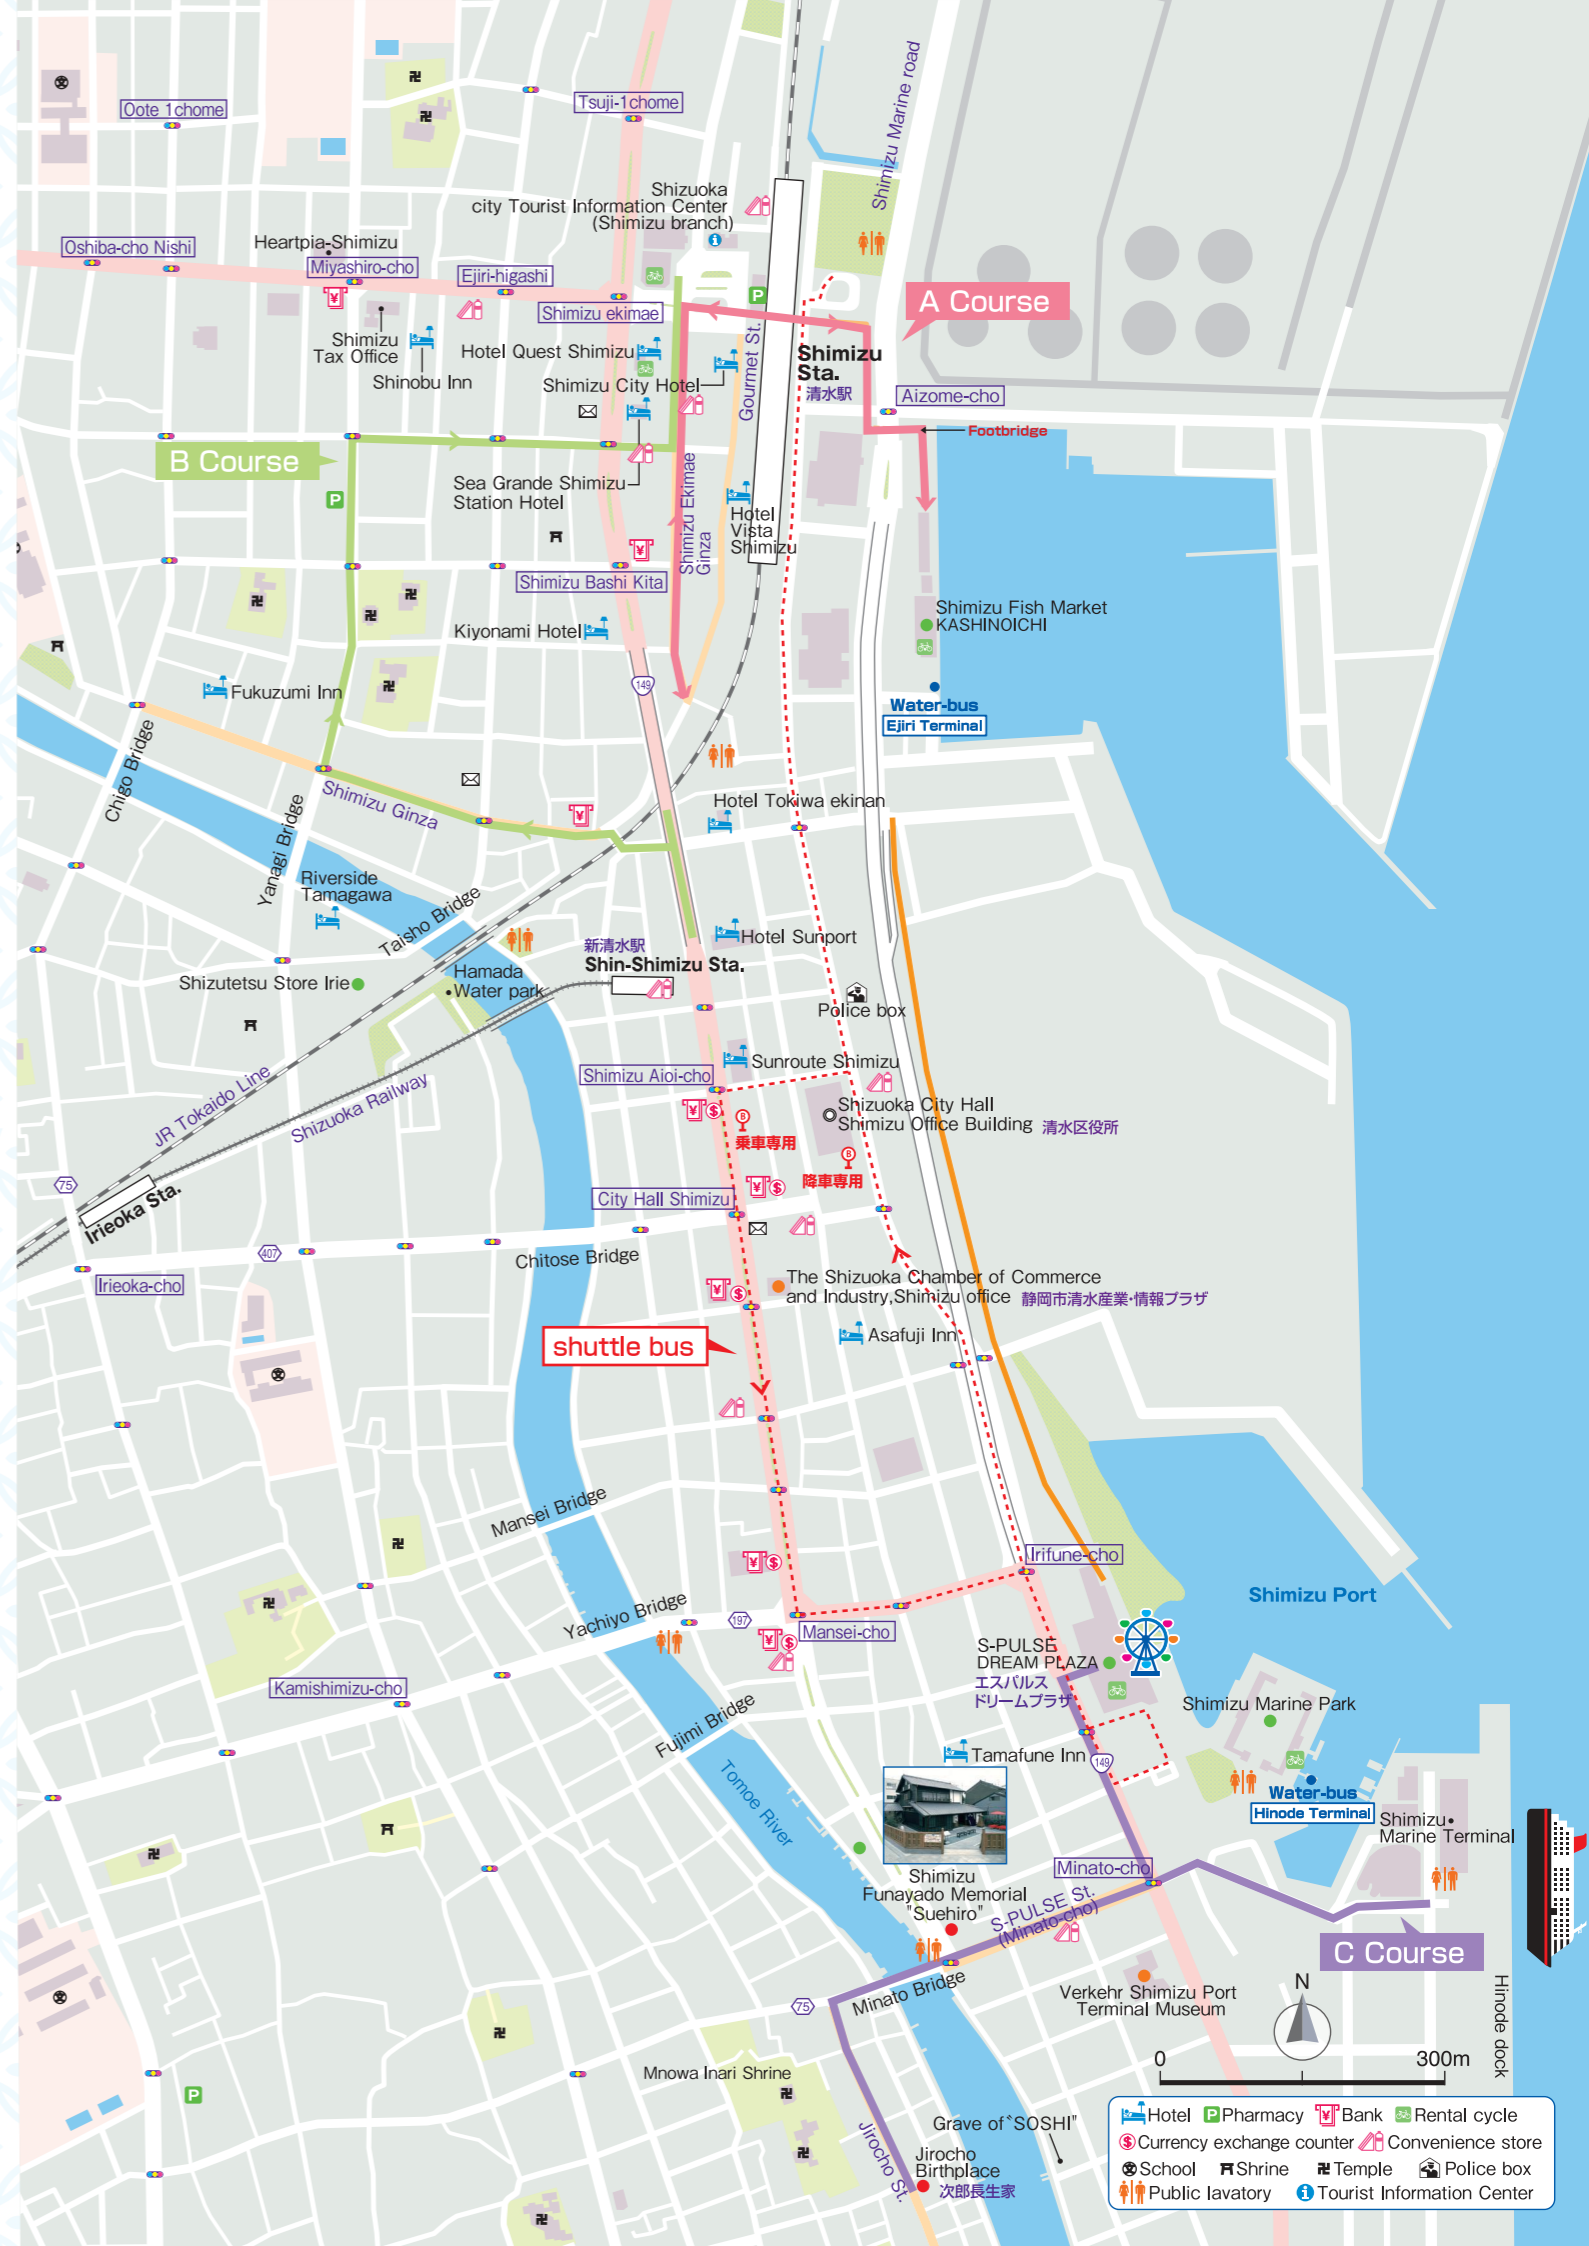 Oote 1chome
Tsuji-1chome
Shimizu Marine road
Shizuoka
city Tourist Information Center
(Shimizu branch)
Oshiba-cho Nishi
Heartpia-Shimizu
Miyashiro-cho
Ejiri-higashi
Shimizu ekimae
A Course
Shimizu
Tax Office
Shinobu Inn
Hotel Quest Shimizu
Shimizu City Hotel
Gourmet St.
Shimizu
Sta.
清水駅
Aizome-cho
Footbridge
B Course
Sea Grande Shimizu
Station Hotel
Shimizu Ekimae
Ginza
Hotel
Vista
Shimizu
Shimizu Bashi Kita
Kiyonami Hotel
Shimizu Fish Market
KASHINOICHI
149
Fukuzumi Inn
Water-bus
Ejiri Terminal
Chigo Bridge
Shimizu Ginza
Yanagi Bridge
Hotel Tokiwa ekinan
Riverside
Tamagawa
Taisho Bridge
Hotel Sunport
新清水駅
Shin-Shimizu Sta.
Shizutetsu Store Irie
Hamada
Water park
Police box
Sunroute Shimizu
Shimizu Aioi-cho
JR Tokaido Line
Shizuoka Railway
Shizuoka City Hall
Shimizu Office Building 清水区役所
乗車専用
降車専用
75
Irieoka Sta.
City Hall Shimizu
407
Chitose Bridge
Irieoka-cho
The Shizuoka Chamber of Commerce
and Industry,Shimizu office 静岡市清水産業・情報プラザ
Asafuji Inn
shuttle bus
Mansei Bridge
Irifune-cho
Yachiyo Bridge
197
Mansei-cho
Shimizu Port
S-PULSE
DREAM PLAZA
エスパルス
ドリームプラザ
Kamishimizu-cho
Fujimi Bridge
Shimizu Marine Park
Tamafune Inn
149
Tomoe River
Water-bus
Hinode Terminal
Shimizu
Marine Terminal
Minato-cho
Shimizu
Funayado Memorial
"Suehiro"
S-PULSE St.
(Minato-cho)
C Course
75
Minato Bridge
Verkehr Shimizu Port
Terminal Museum
N
Hinode dock
0 300m
Mnowa Inari Shrine
Jirocho St.
Grave of "SOSHI"
Jirocho
Birthplace
次郎長生家
Hotel P Pharmacy ¥ Bank Rental cycle
$ Currency exchange counter Convenience store
School Shrine Temple Police box
Public lavatory i Tourist Information Center